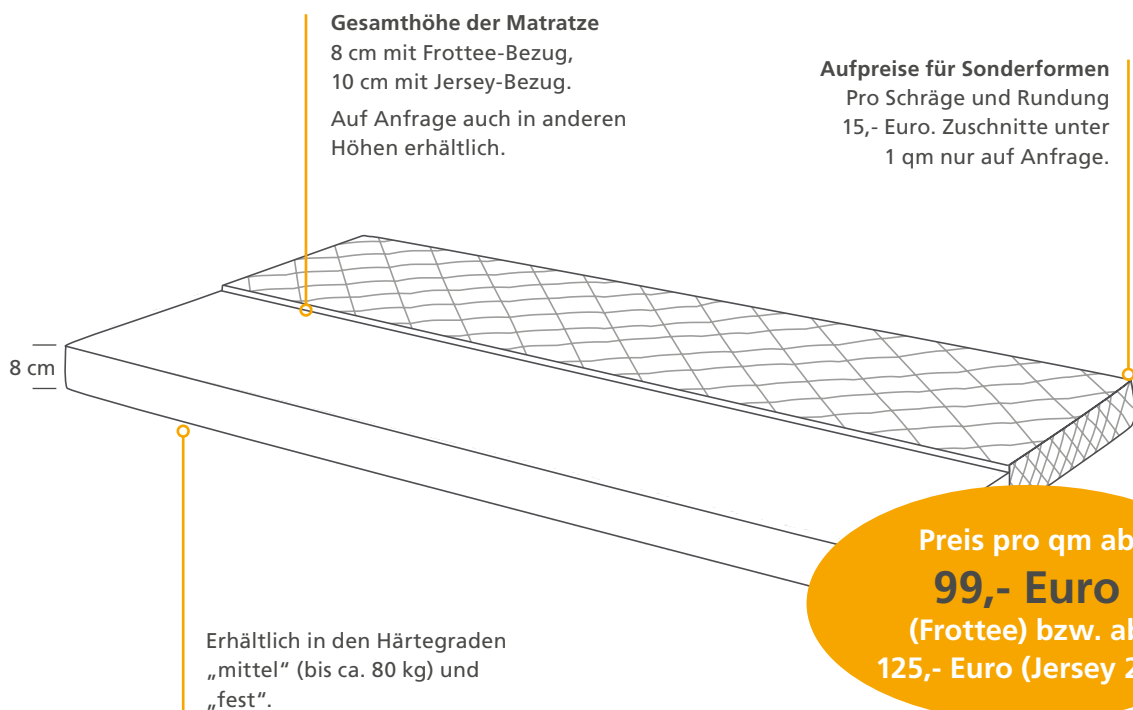 Gesamthöhe der Matratze
8 cm mit Frottee-Bezug,
10 cm mit Jersey-Bezug.
Auf Anfrage auch in anderen
Höhen erhältlich.
Aufpreise für Sonderformen
Pro Schräge und Rundung
15,- Euro. Zuschnitte unter
1 qm nur auf Anfrage.
8 cm
Preis pro qm ab
99,- Euro
(Frottee) bzw. ab
125,- Euro (Jersey 2
Erhältlich in den Härtegraden
„mittel“ (bis ca. 80 kg) und
„fest“.